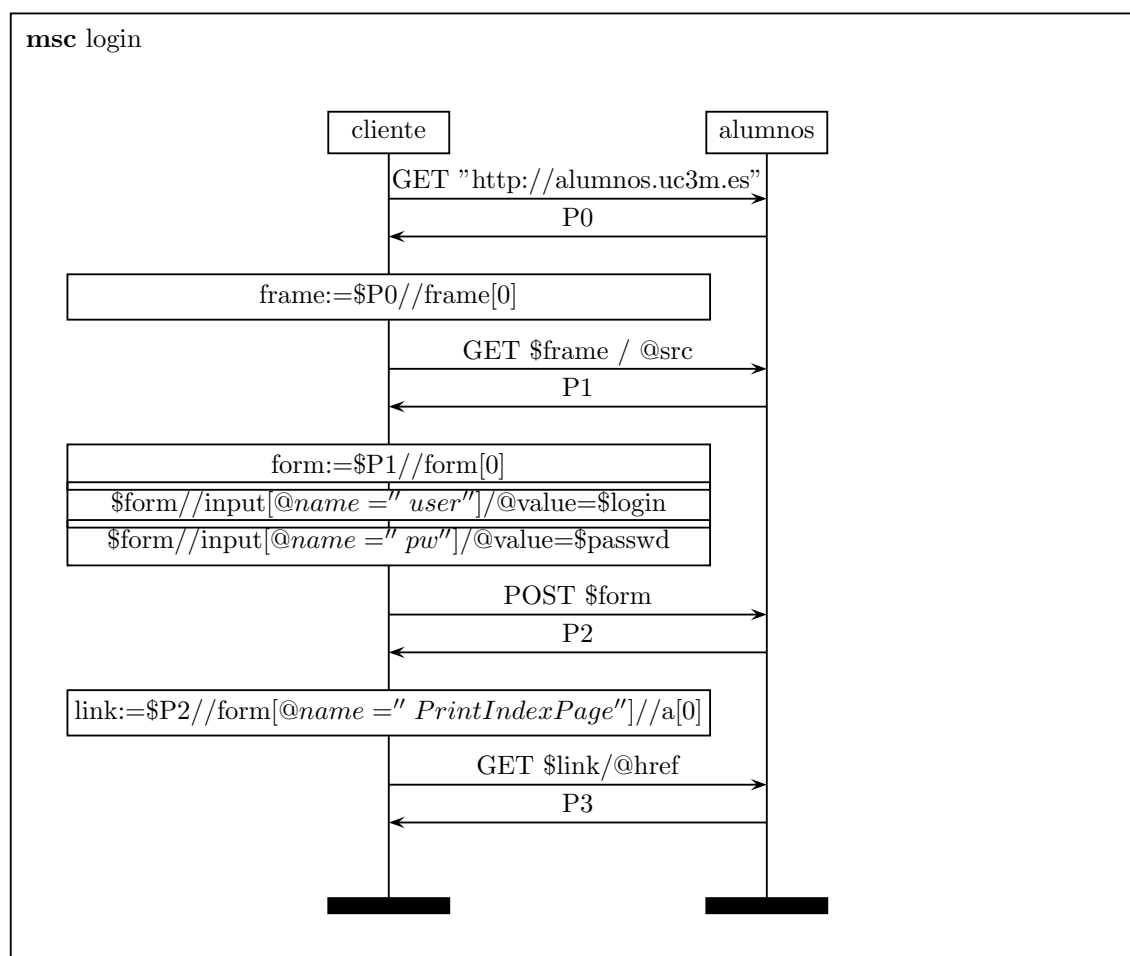 msc login
cliente
alumnos
GET "http://alumnos.uc3m.es"
P0
frame:=$P0//frame[0]
GET $frame / @src
P1
form:=$P1//form[0]
$form//input[@name =" user"]/@value=$login
$form//input[@name =" pw"]/@value=$passwd
POST $form
P2
link:=$P2//form[@name =" PrintIndexPage"]//a[0]
GET $link/@href
P3